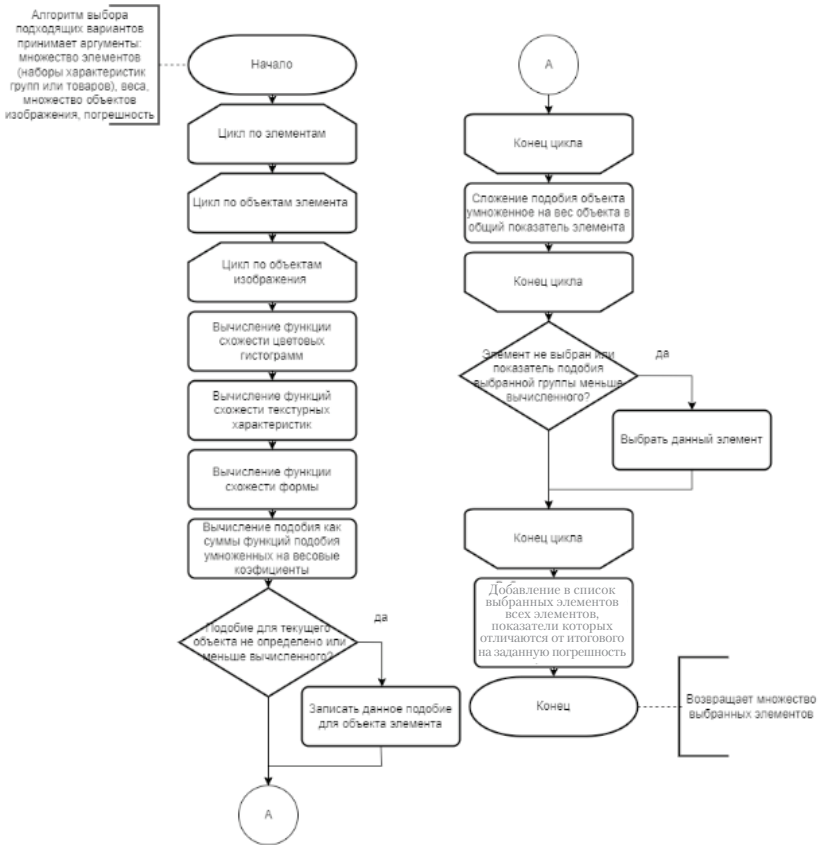 Алгоритм выбора
подходящих вариантов
принимает аргументы:
множество элементов
(наборы характеристик
групп или товаров), веса,
множество объектов
изображения, погрешность
Начало
Цикл по элементам
Цикл по объектам элемента
Цикл по объектам
изображения
Вычисление функции
схожести цветовых
гистограмм
Вычисление функций
схожести текстурных
характеристик
Вычисление функции
схожести формы
Вычисление подобия как
суммы функций подобия
умноженных на весовые
коэфициенты
Подобие для текущего
объекта не определено или
меньше вычисленного?
да
Записать данное подобие
для объекта элемента
А
А
Конец цикла
Сложение подобия объекта
умноженное на вес объекта в
общий показатель элемента
Конец цикла
Элемент не выбран или
показатель подобия
выбранной группы меньше
вычисленного?
да
Выбрать данный элемент
Конец цикла
Добавление в список
выбранных элементов
всех элементов,
показатели которых
отличаются от итогового
на заданную погрешность
Конец
Возвращает множество
выбранных элементов